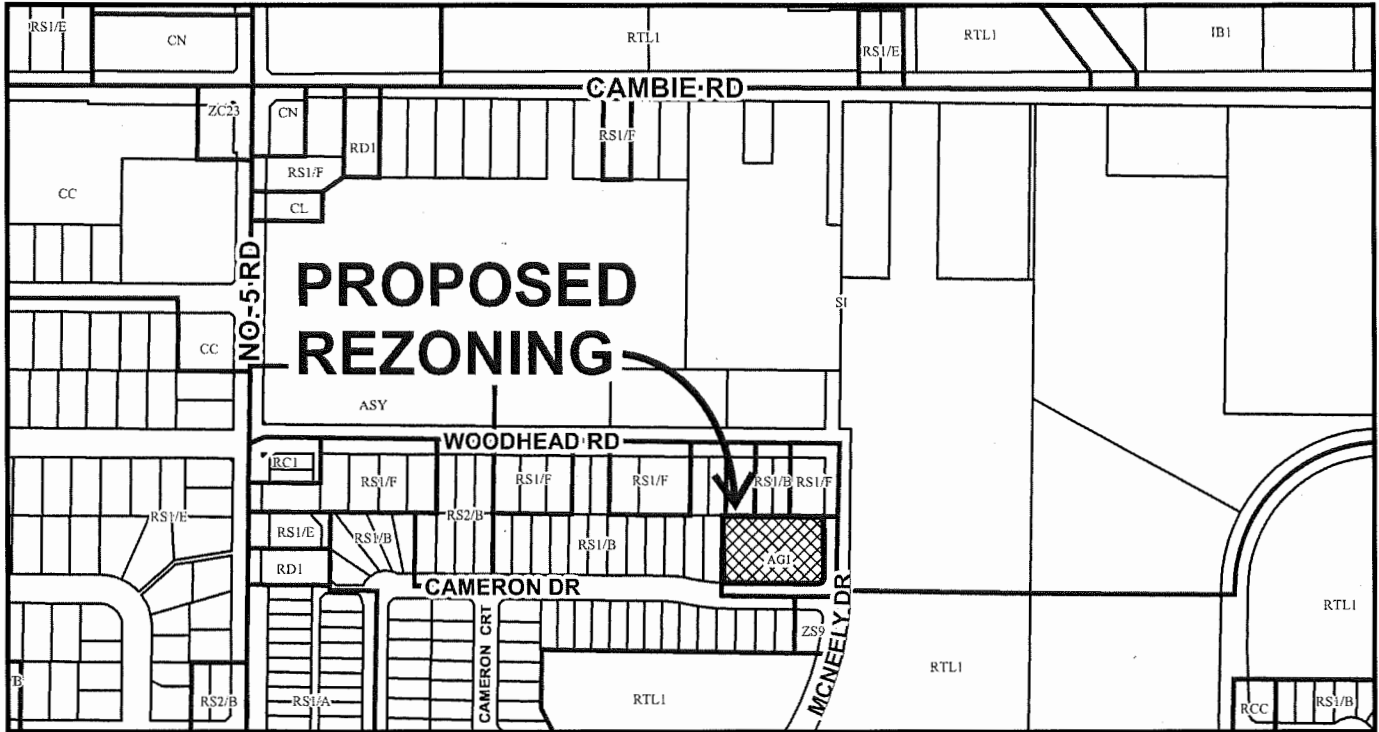 RS1/E
CN
RTL1
RS1/E
RTL1
IB1
CAMBIE RD
ZC23
CN
RD1
RS1/F
RS1/F
CC
CL
NO. 5 RD
PROPOSED
REZONING
SI
CC
ASY
WOODHEAD RD
RC1
RS1/F
RS1/F
RS1/F
RS1/B
RS1/F
RS1/E
RS2/B
RS1/E
RS1/B
RS1/B
AG1
RD1
CAMERON DR
CAMERON CRT
MCNEELY DR
ZS9
RTL1
RTL1
RTL1
B
RS2/B
RS1/A
RCC
RS1/B